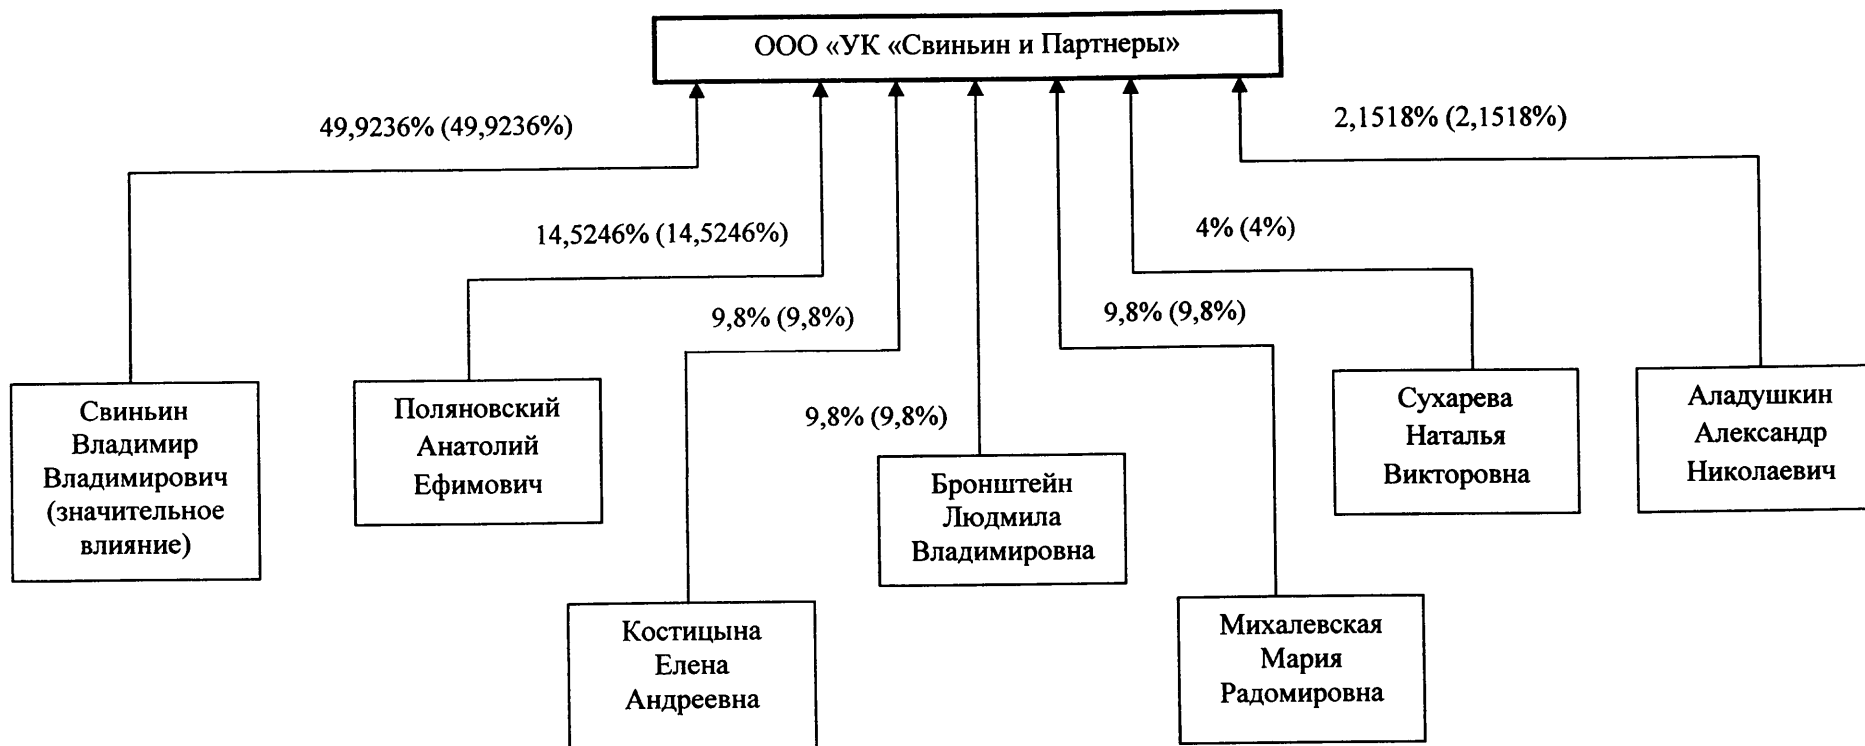 ООО «УК «Свиньин и Партнеры»
49,9236% (49,9236%)
2,1518% (2,1518%)
14,5246% (14,5246%)
4% (4%)
9,8% (9,8%)
9,8% (9,8%)
9,8% (9,8%)
Свиньин
Владимир
Владимирович
(значительное
влияние)
Поляновский
Анатолий
Ефимович
Костицына
Елена
Андреевна
Бронштейн
Людмила
Владимировна
Михалевская
Мария
Радомировна
Сухарева
Наталья
Викторовна
Аладушкин
Александр
Николаевич